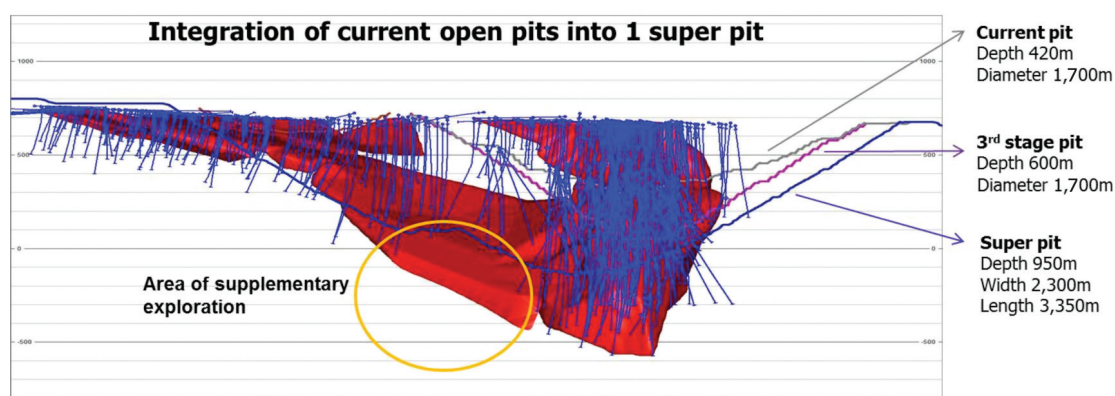 Integration of current open pits into 1 super pit
Current pit
Depth 420m
Diameter 1,700m
3rd stage pit
Depth 600m
Diameter 1,700m
Super pit
Depth 950m
Width 2,300m
Length 3,350m
Area of supplementary
exploration
1000
1000
500
500
0
0
-500
-500